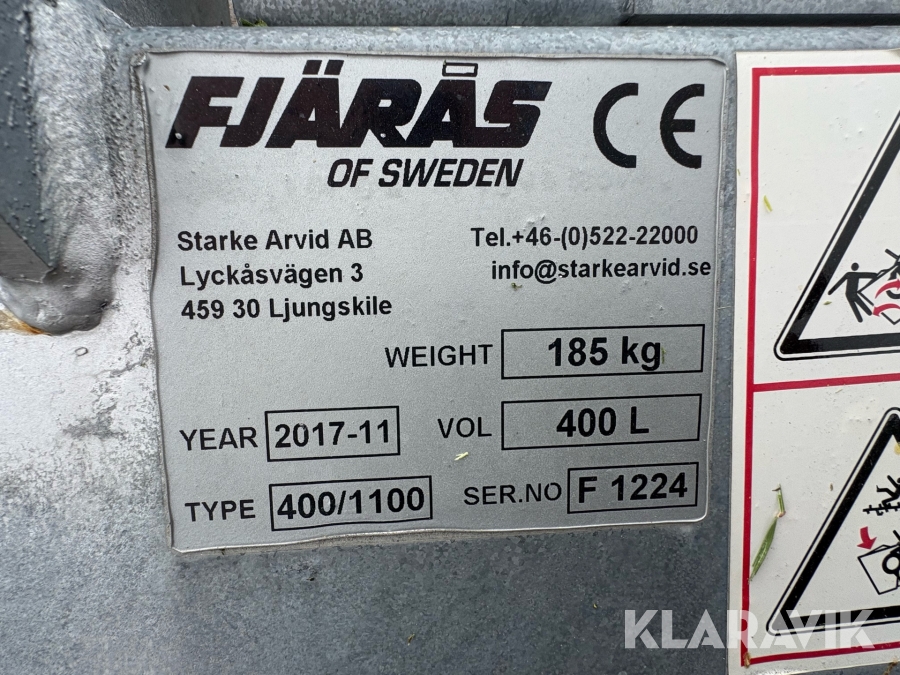 FJÄRÅS
OF SWEDEN
CE
Starke Arvid AB
Lyckåsvägen 3
459 30 Ljungskile
Tel.+46-(0)522-22000
info@starkearvid.se
WEIGHT 185 kg
YEAR 2017-11 VOL 400 L
TYPE 400/1100 SER.NO F 1224
KLARAVIK